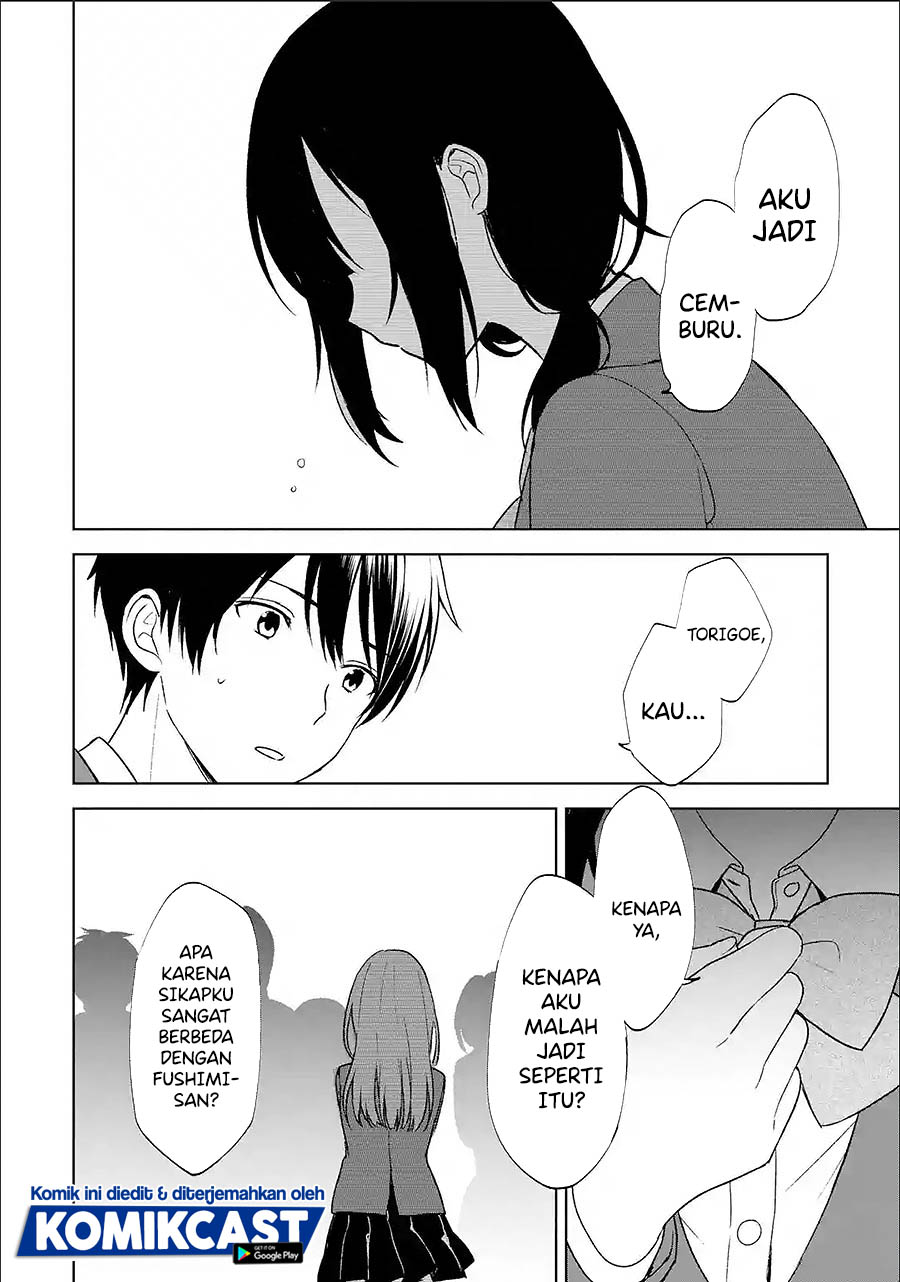 AKU
JADI
CEM-
BURU.
TORIGOE,
KAU...
KENAPA
YA,
KENAPA
AKU
MALAH
JADI
SEPERTI
ITU?
APA
KARENA
SIKAPKU
SANGAT
BERBEDA
DENGAN
FUSHIMI-
SAN?
Komik ini diedit & diterjemahkan oleh
KOMIKCAST
GET IT ON
Google Play